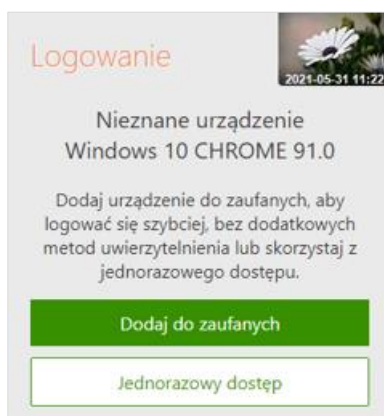 Logowanie
2021-05-31 11:22
Nieznane urządzenie
Windows 10 CHROME 91.0
Dodaj urządzenie do zaufanych, aby
logować się szybciej, bez dodatkowych
metod uwierzytelnienia lub skorzystaj z
jednorazowego dostępu.
Dodaj do zaufanych
Jednorazowy dostęp